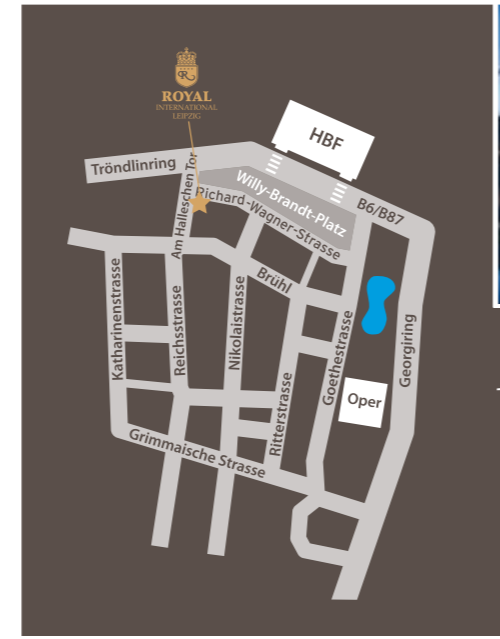 R
ROYAL
INTERNATIONAL
LEIPZIG
HBF
Tröndlinring
Willy-Brandt-Platz
B6/B87
Am Halleschen Tor
Richard-Wagner-Strasse
Brühl
Katharinenstrasse
Reichsstrasse
Nikolaistrasse
Ritterstrasse
Goethestrasse
Georgiring
Oper
Grimmaische Strasse